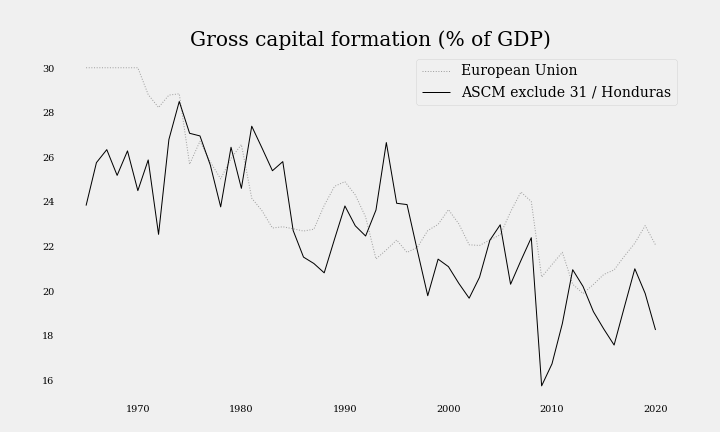 Gross capital formation (% of GDP)
European Union
ASCM exclude 31 / Honduras
30
28
26
24
22
20
18
16
1970 1980 1990 2000 2010 2020